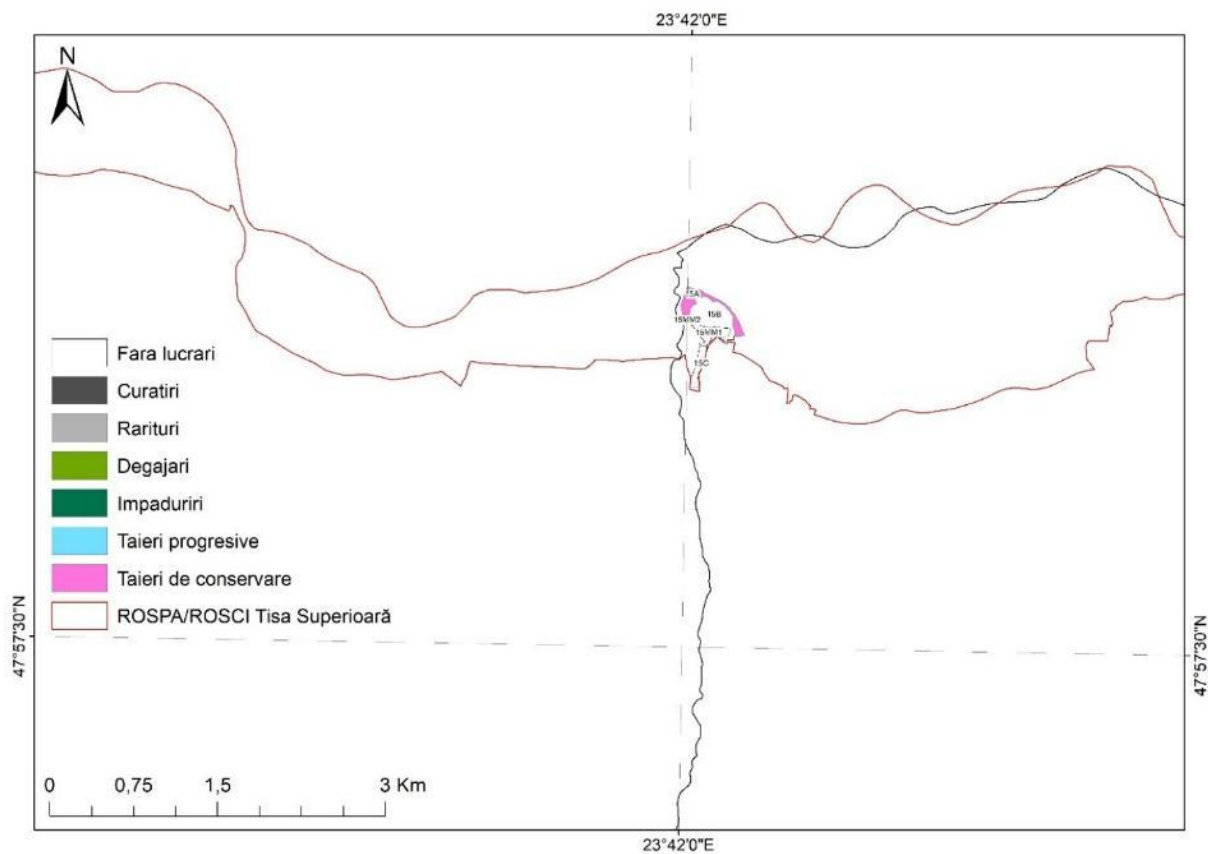 23°42'0"E
N
15A
15B
15MM2
15MM1
15C
Fara lucrari
Curatiri
Rarituri
Degajari
Impaduriri
Taieri progresive
Taieri de conservare
ROSPA/ROSCI Tisa Superioară
47°57'30"N
47°57'30"N
0 0,75 1,5 3 Km
23°42'0"E